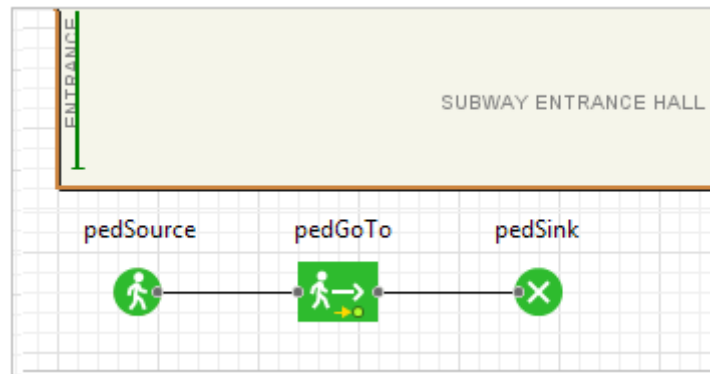 ENTRANCE
SUBWAY ENTRANCE HALL
pedSource
pedGoTo
pedSink